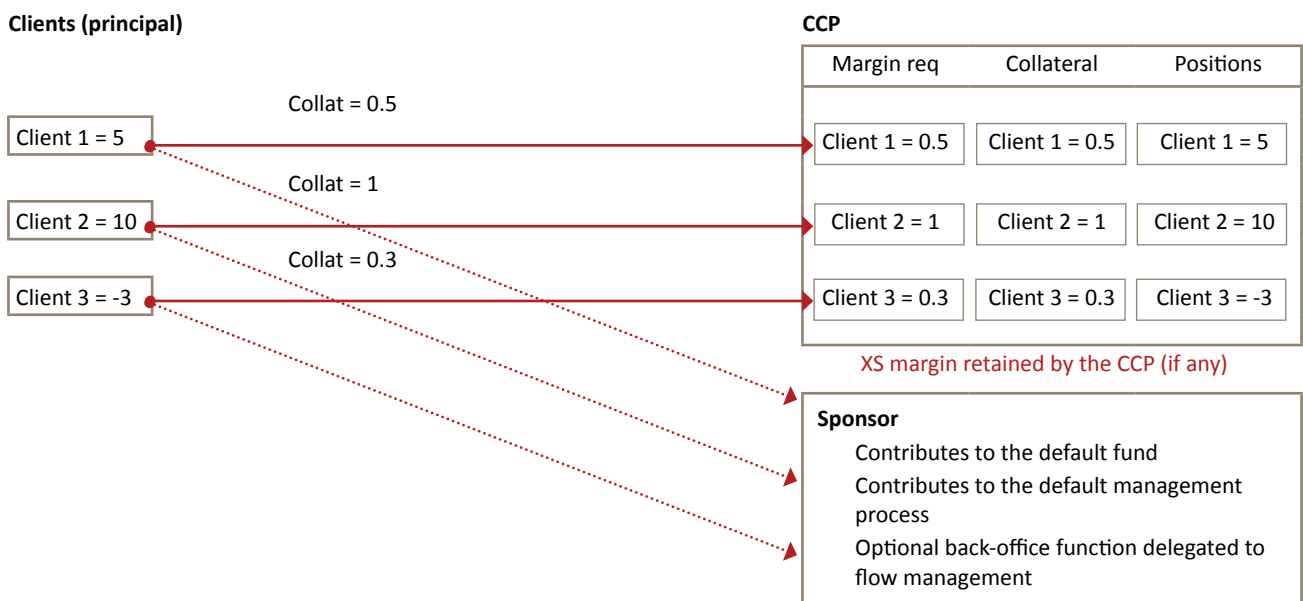 Clients (principal)
CCP
Margin req Collateral Positions
Collat = 0.5
Client 1 = 5
Client 1 = 0.5 Client 1 = 0.5 Client 1 = 5
Collat = 1
Client 2 = 10
Client 2 = 1 Client 2 = 1 Client 2 = 10
Collat = 0.3
Client 3 = -3
Client 3 = 0.3 Client 3 = 0.3 Client 3 = -3
XS margin retained by the CCP (if any)
Sponsor
Contributes to the default fund
Contributes to the default management
process
Optional back-office function delegated to
flow management